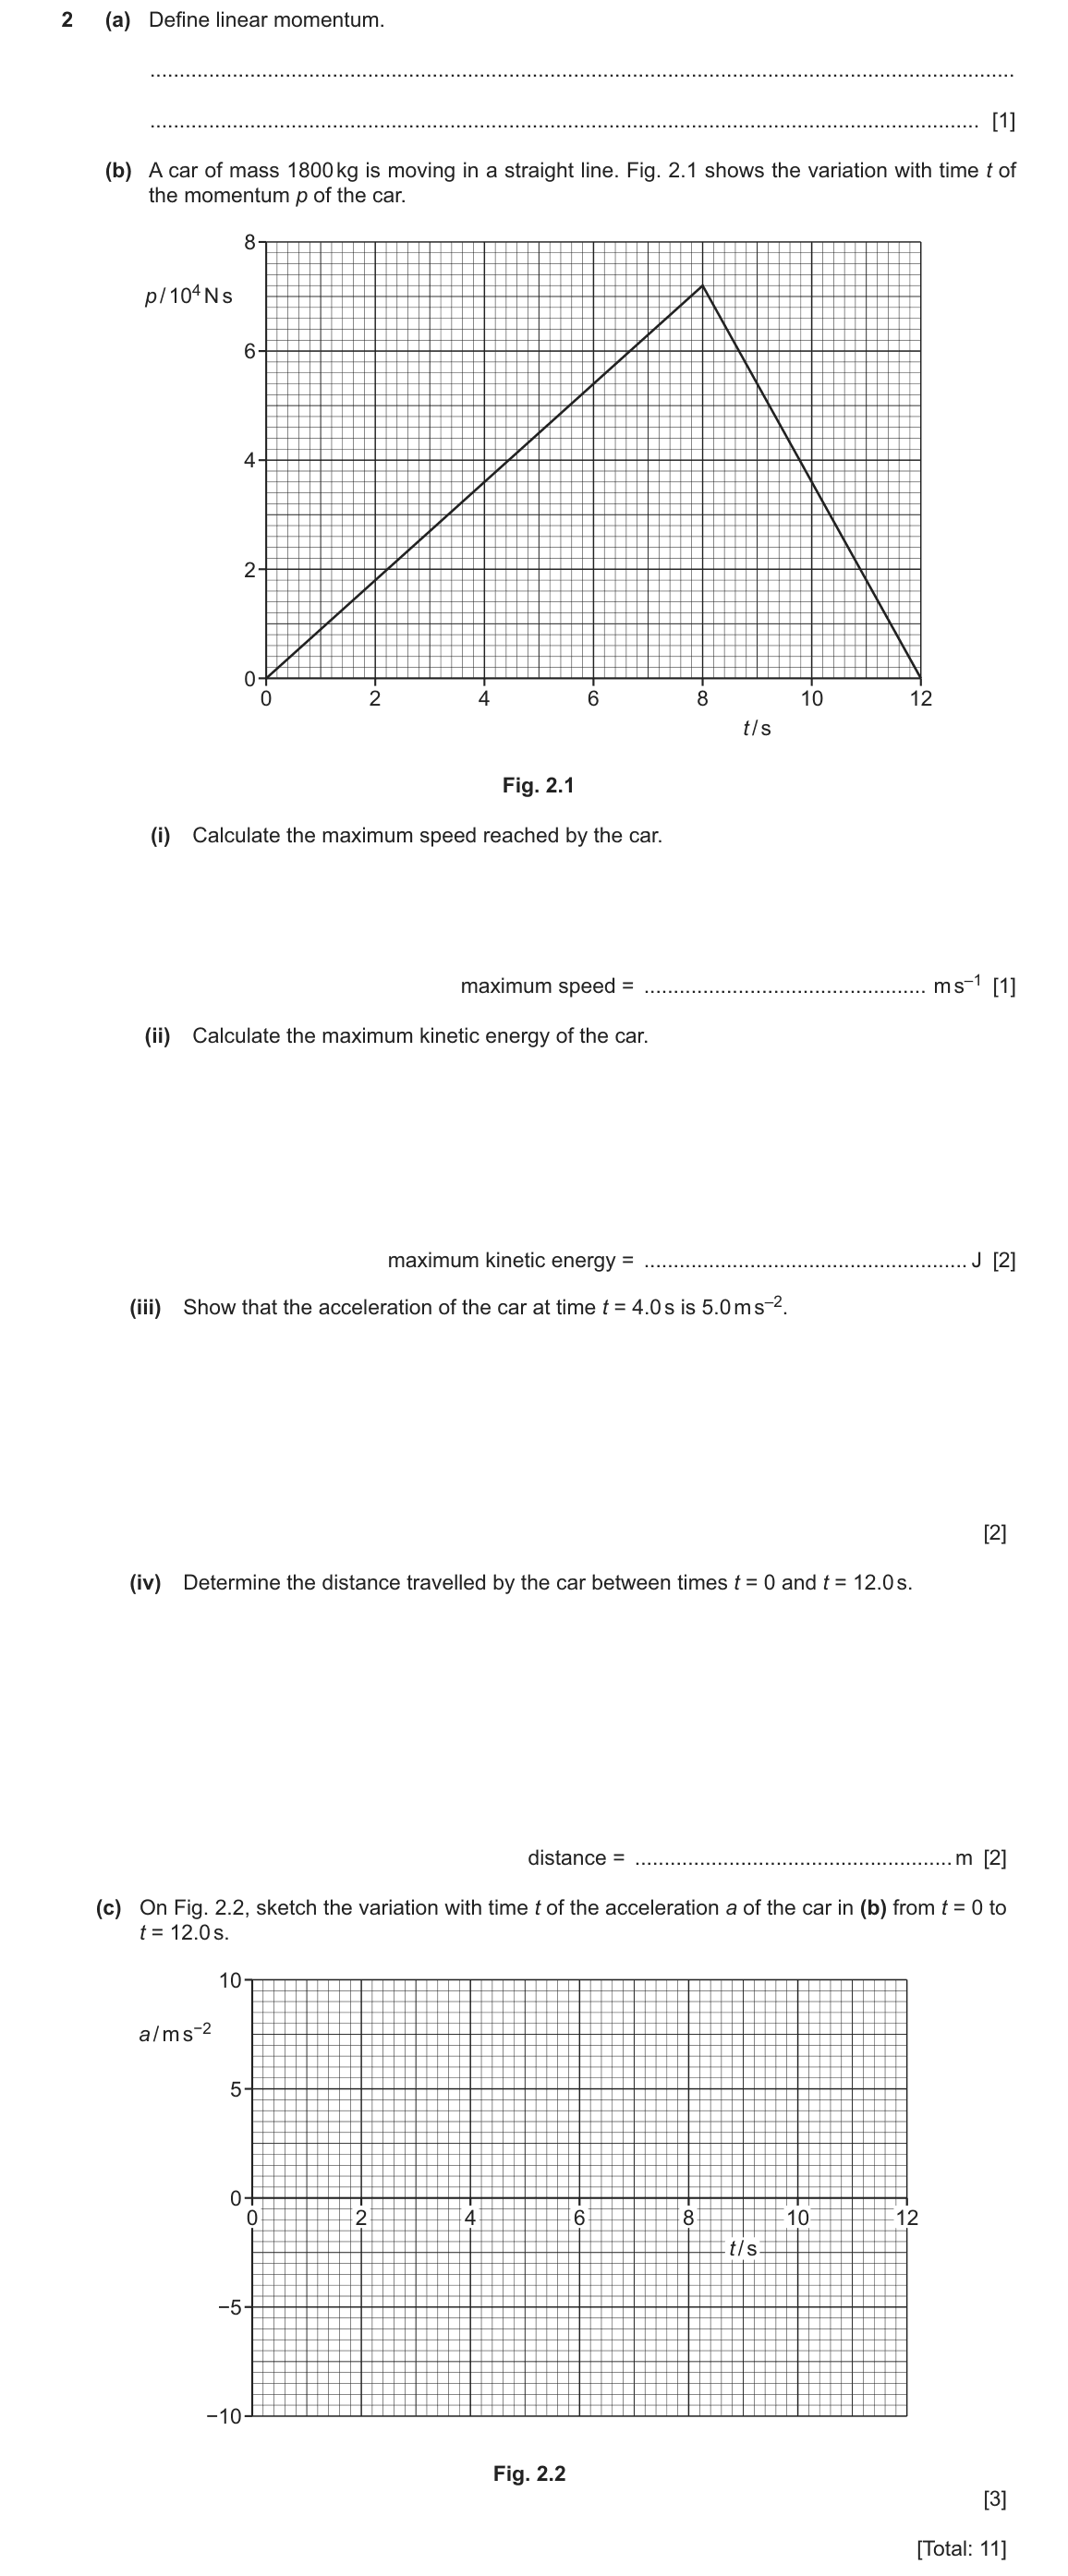 2 (a) Define linear momentum.
..........................................................................................................................................
..................................................................................................................................... [1]
(b) A car of mass 1800 kg is moving in a straight line. Fig. 2.1 shows the variation with time t of
the momentum p of the car.
8
p / 10⁴ N s
6
4
2
0
0 2 4 6 8 10 12
t / s
Fig. 2.1
(i) Calculate the maximum speed reached by the car.
maximum speed = ................................................ m s⁻¹ [1]
(ii) Calculate the maximum kinetic energy of the car.
maximum kinetic energy = ....................................................... J [2]
(iii) Show that the acceleration of the car at time t = 4.0 s is 5.0 m s⁻².
[2]
(iv) Determine the distance travelled by the car between times t = 0 and t = 12.0 s.
distance = ...................................................... m [2]
(c) On Fig. 2.2, sketch the variation with time t of the acceleration a of the car in (b) from t = 0 to
t = 12.0 s.
10
a / m s⁻²
5
0
0 2 4 6 8 10 12
t / s
−5
−10
Fig. 2.2
[3]
[Total: 11]